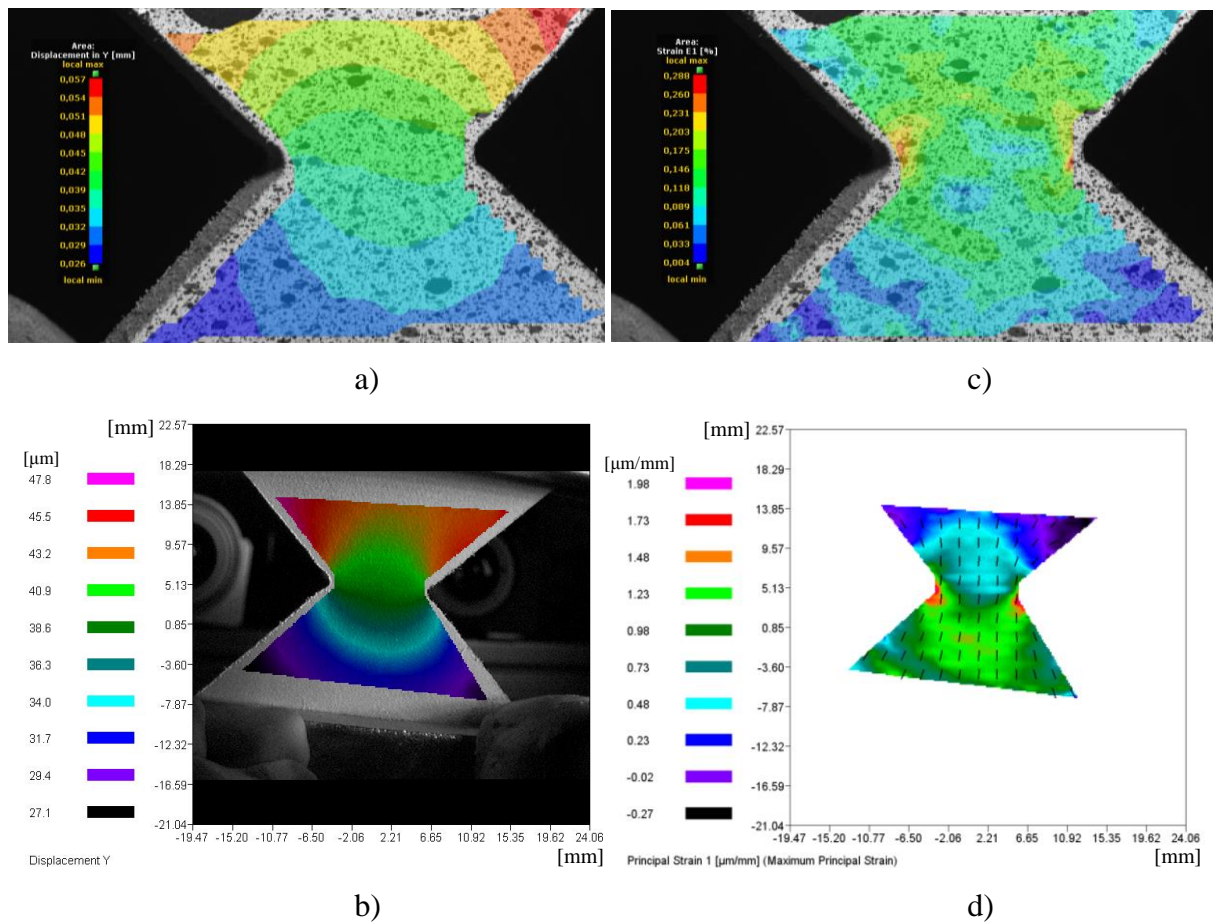 Area:
Displacement in Y [mm]
local max
0,057
0,054
0,051
0,048
0,045
0,042
0,039
0,035
0,032
0,029
0,026
local min
a)
Area:
Strain E1 [%]
local max
0,288
0,260
0,231
0,203
0,175
0,146
0,118
0,089
0,061
0,033
0,004
local min
c)
[mm]
[µm]
47.8
45.5
43.2
40.9
38.6
36.3
34.0
31.7
29.4
27.1
22.57
18.29
13.85
9.57
5.13
0.85
-3.60
-7.87
-12.32
-16.59
-21.04
-19.47 -15.20 -10.77 -6.50 -2.06 2.21 6.65 10.92 15.35 19.62 24.06
Displacement Y
[mm]
b)
[mm]
[µm/mm]
1.98
1.73
1.48
1.23
0.98
0.73
0.48
0.23
-0.02
-0.27
22.57
18.29
13.85
9.57
5.13
0.85
-3.60
-7.87
-12.32
-16.59
-21.04
-19.47 -15.20 -10.77 -6.50 -2.06 2.21 6.65 10.92 15.35 19.62 24.06
Principal Strain 1 [µm/mm] (Maximum Principal Strain)
[mm]
d)